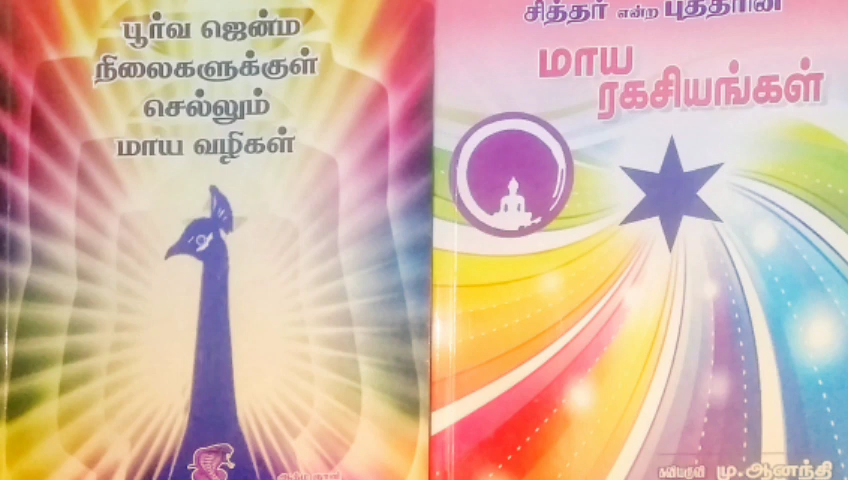 பூர்வ ஜென்ம
நிலைகளுக்குள்
செல்லும்
மாய வழிகள்
சித்தர் என்ற புத்தரின்
மாய
ரகசியங்கள்
மு.ஆனந்தி